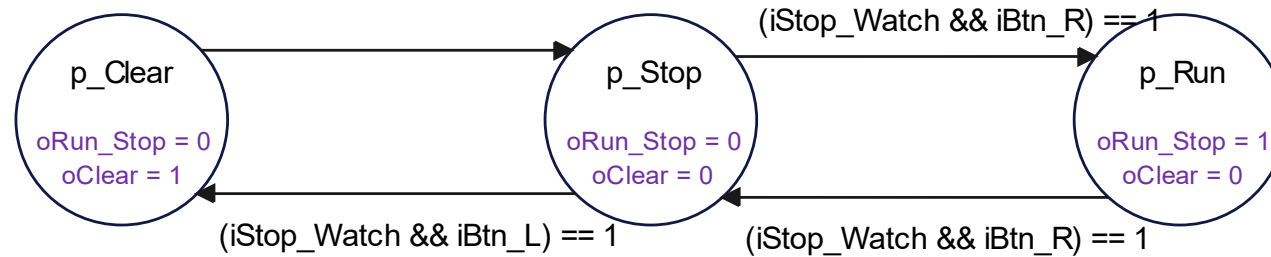 (iStop_Watch && iBtn_R) == 1
p_Clear
oRun_Stop = 0
oClear = 1
p_Stop
oRun_Stop = 0
oClear = 0
p_Run
oRun_Stop = 1
oClear = 0
(iStop_Watch && iBtn_L) == 1
(iStop_Watch && iBtn_R) == 1